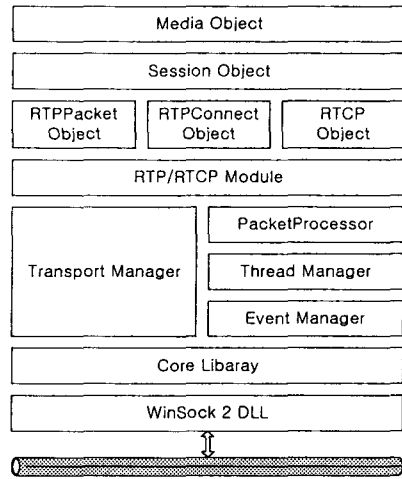 Media Object
Session Object
RTPPacket
Object
RTPConnect
Object
RTCP
Object
RTP/RTCP Module
Transport Manager
PacketProcessor
Thread Manager
Event Manager
Core Libaray
WinSock 2 DLL